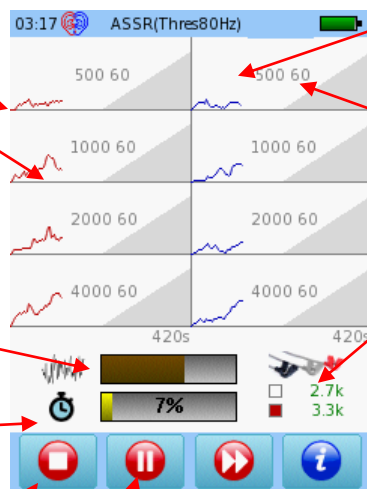 03:17 ASSR(Thres80Hz)
500 60 500 60
1000 60 1000 60
2000 60 2000 60
4000 60 4000 60
420s 420s
2.7k
7% 3.3k
i